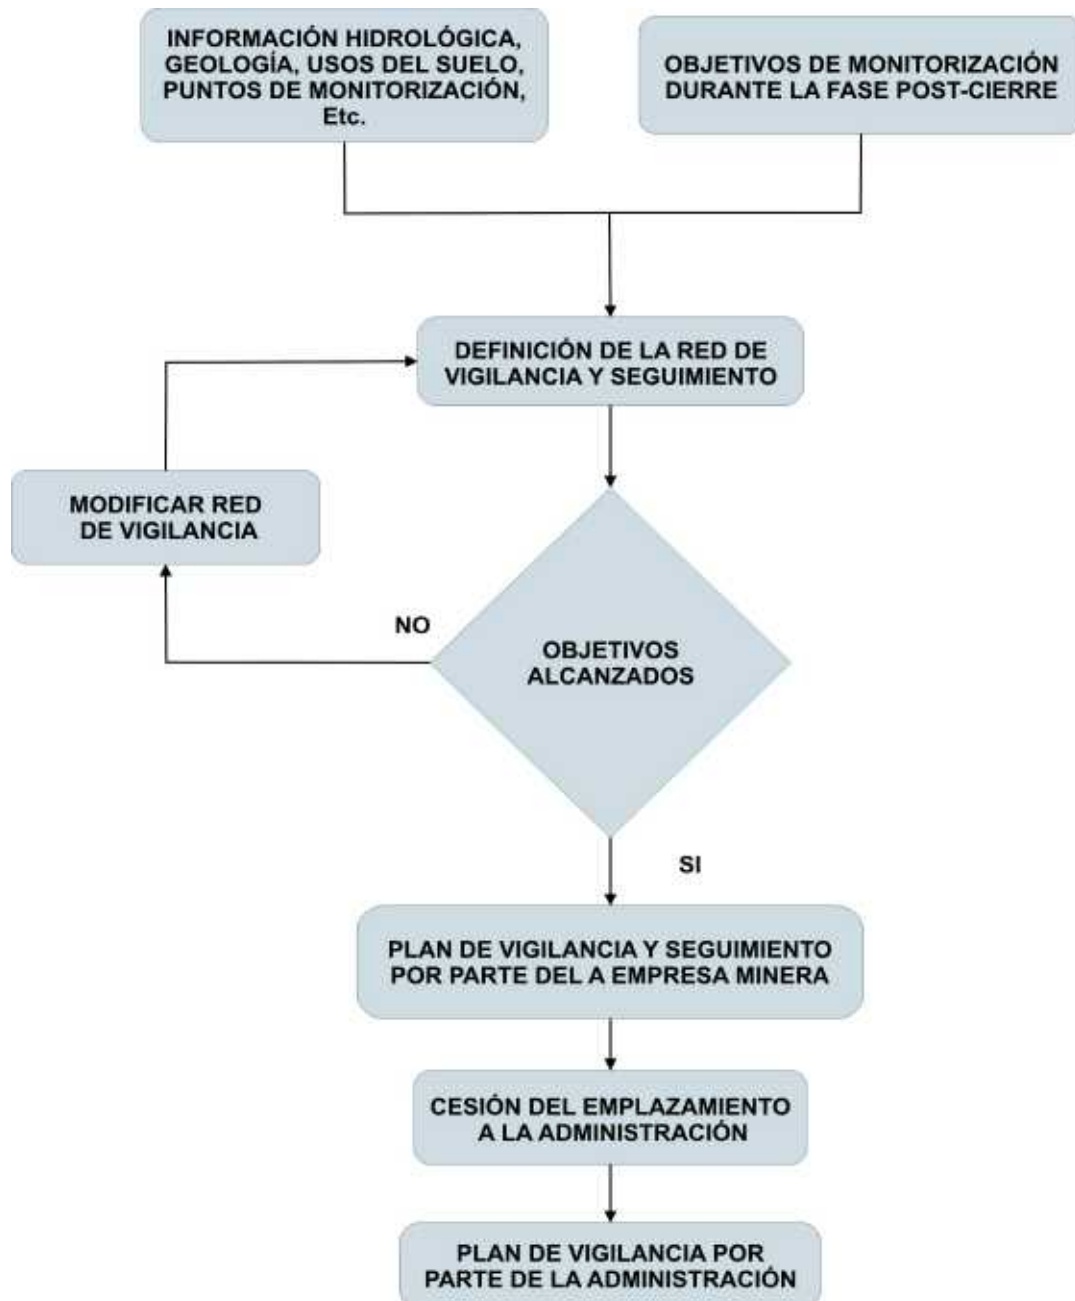 INFORMACIÓN HIDROLÓGICA,
GEOLOGÍA, USOS DEL SUELO,
PUNTOS DE MONITORIZACIÓN,
Etc.
OBJETIVOS DE MONITORIZACIÓN
DURANTE LA FASE POST-CIERRE
DEFINICIÓN DE LA RED DE
VIGILANCIA Y SEGUIMIENTO
MODIFICAR RED
DE VIGILANCIA
NO
OBJETIVOS
ALCANZADOS
SI
PLAN DE VIGILANCIA Y SEGUIMIENTO
POR PARTE DEL A EMPRESA MINERA
CESIÓN DEL EMPLAZAMIENTO
A LA ADMINISTRACIÓN
PLAN DE VIGILANCIA POR
PARTE DE LA ADMINISTRACIÓN